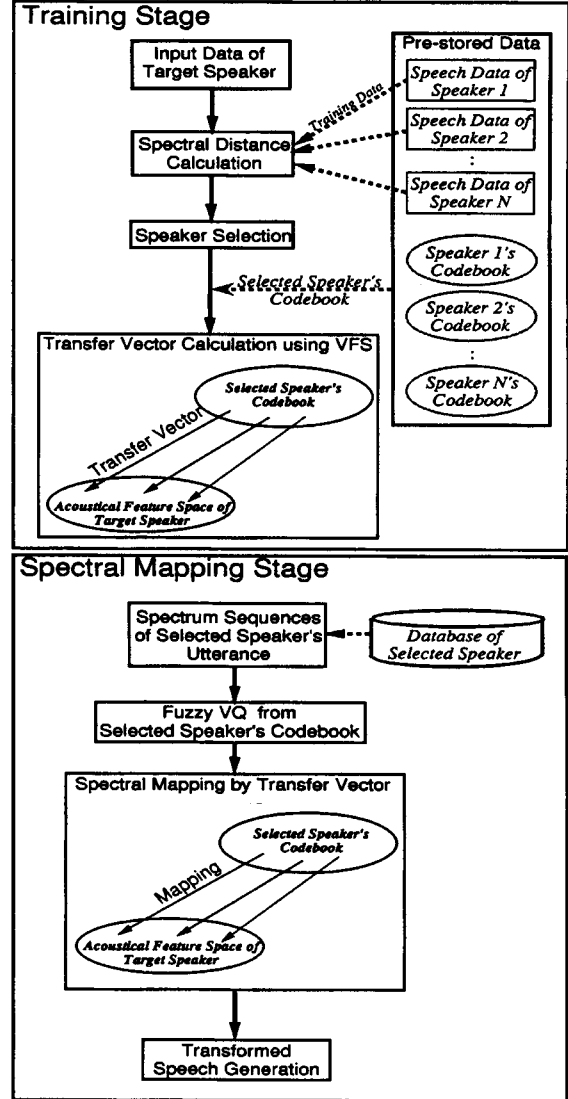 Training Stage
Input Data of
Target Speaker
Pre-stored Data
Training Data
Speech Data of
Speaker 1
Speech Data of
Speaker 2
:
Speech Data of
Speaker N
Spectral Distance
Calculation
Speaker Selection
Selected Speaker's
Codebook
Speaker 1's
Codebook
Speaker 2's
Codebook
:
Speaker N's
Codebook
Transfer Vector Calculation using VFS
Selected Speaker's
Codebook
Transfer Vector
Acoustical Feature Space of
Target Speaker
Spectral Mapping Stage
Spectrum Sequences
of Selected Speaker's
Utterance
Database of
Selected Speaker
Fuzzy VQ from
Selected Speaker's Codebook
Spectral Mapping by Transfer Vector
Selected Speaker's
Codebook
Mapping
Acoustical Feature Space of
Target Speaker
Transformed
Speech Generation